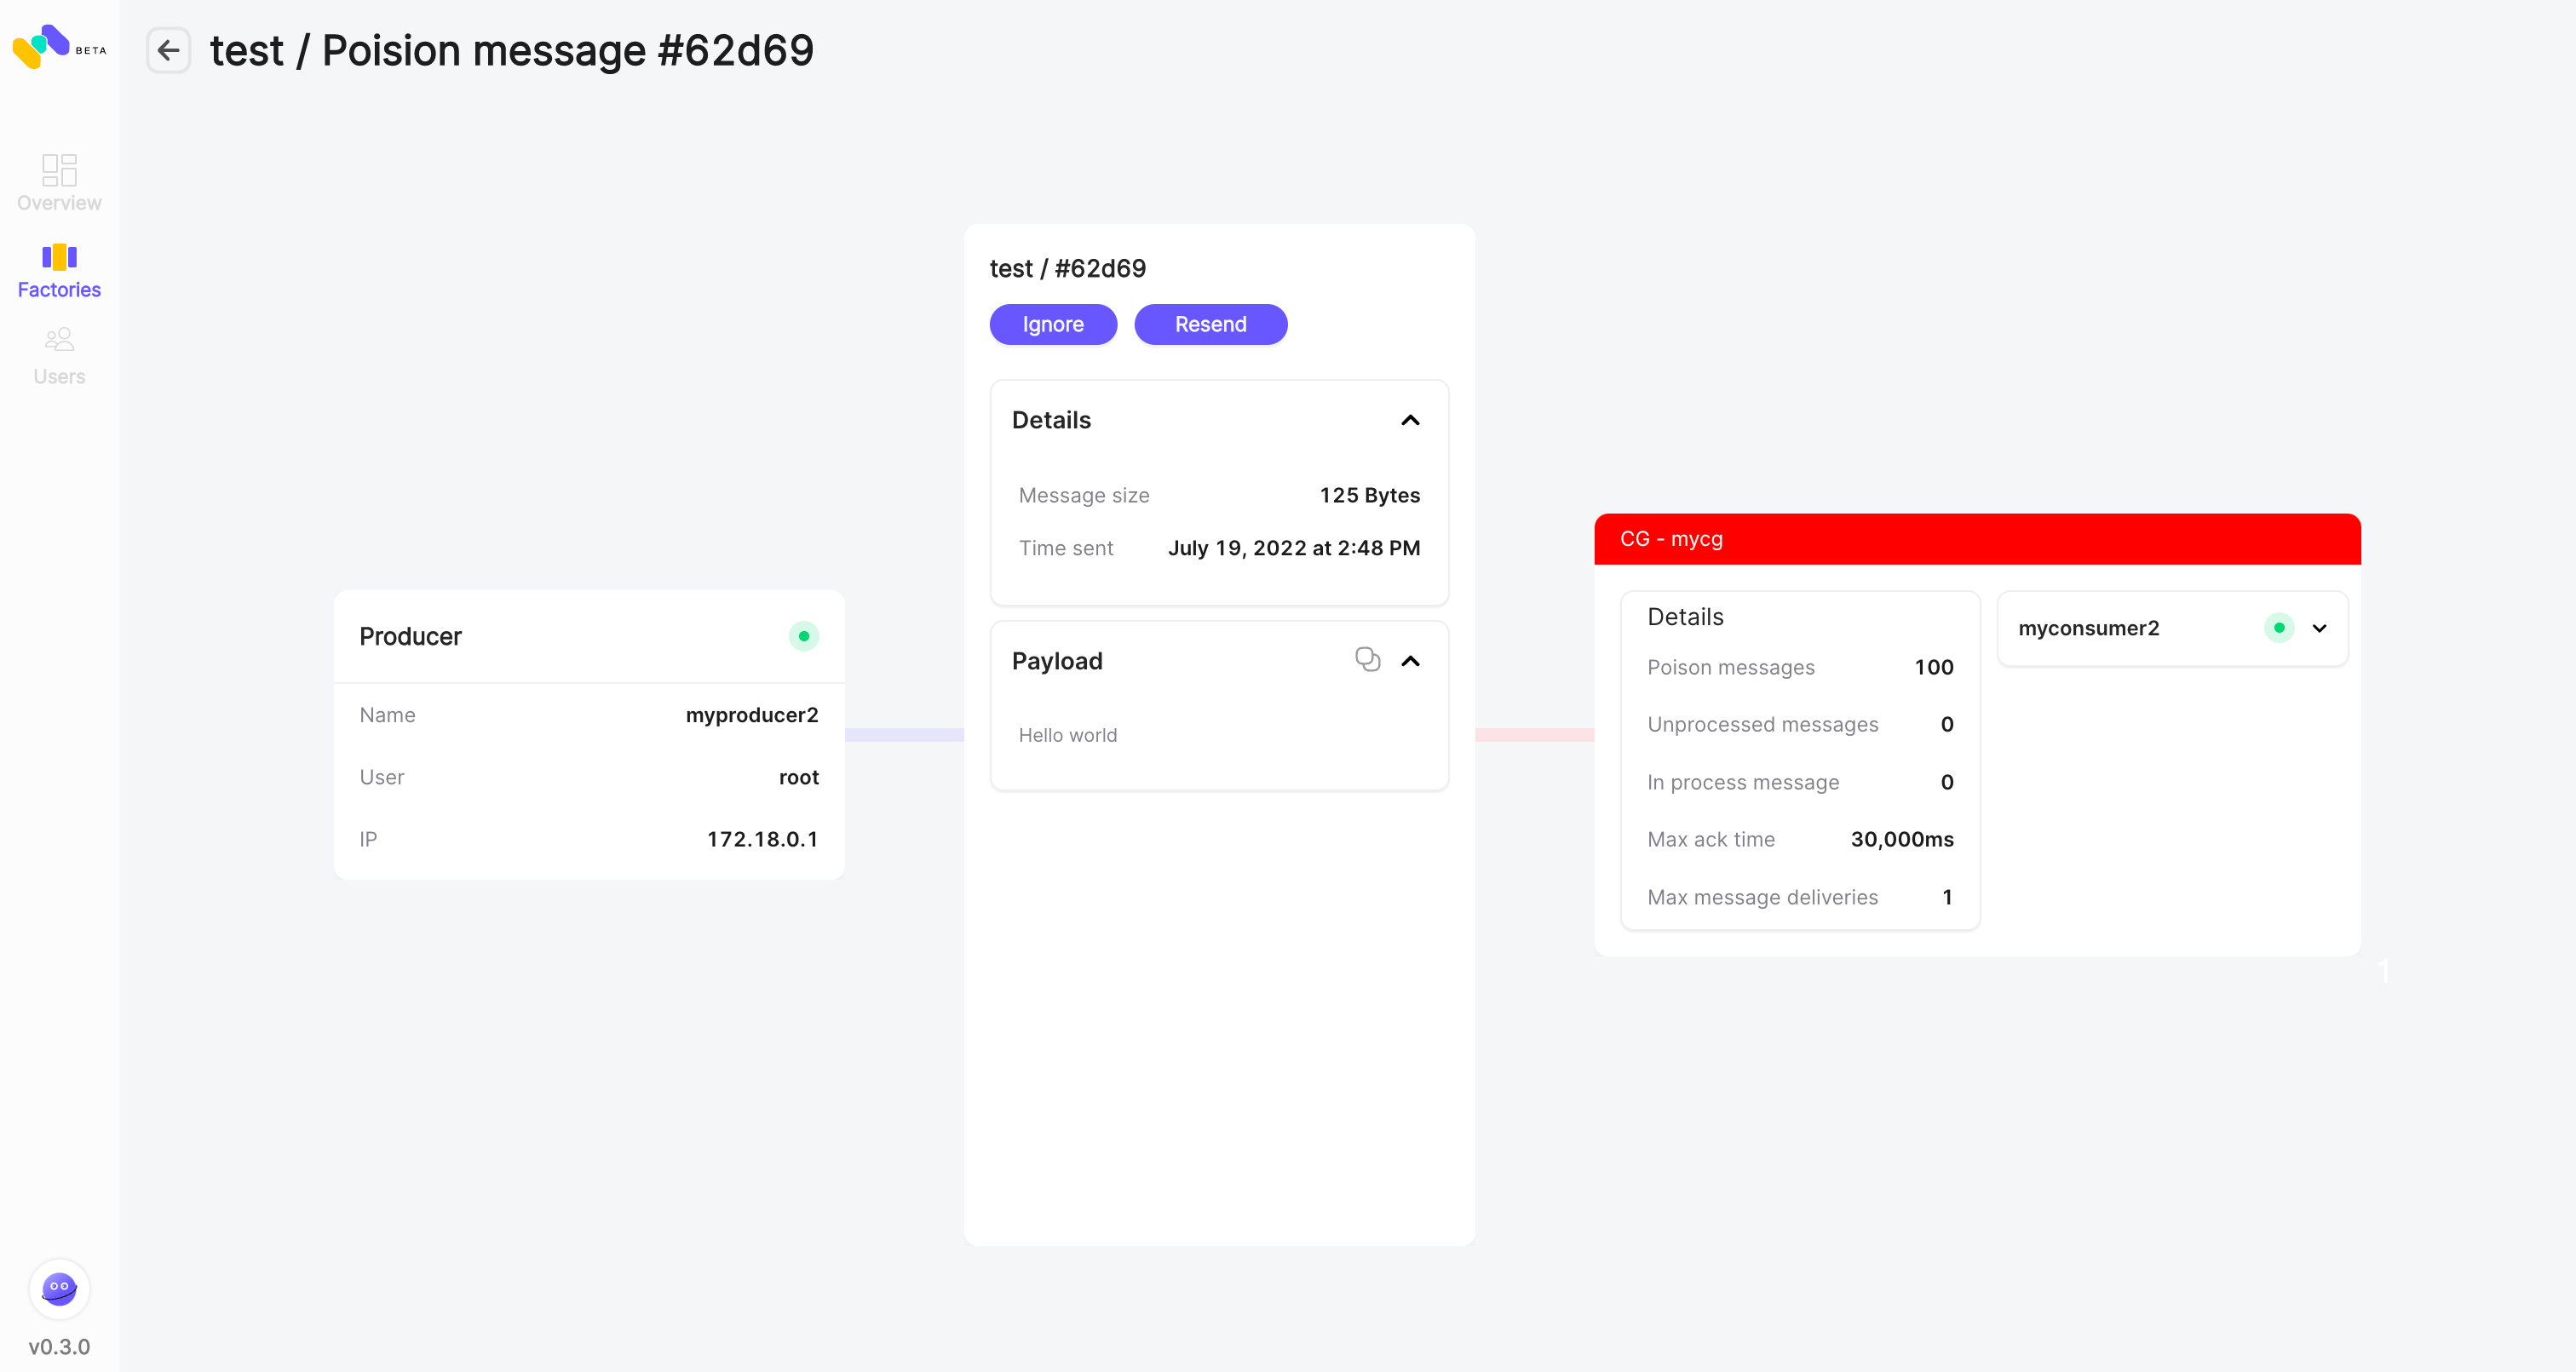 BETA
test / Poision message #62d69
Overview
Factories
Users
v0.3.0
Producer
Name myproducer2
User root
IP 172.18.0.1
test / #62d69
Ignore Resend
Details
Message size 125 Bytes
Time sent July 19, 2022 at 2:48 PM
Payload
Hello world
CG - mycg
Details
Poison messages 100
Unprocessed messages 0
In process message 0
Max ack time 30,000ms
Max message deliveries 1
myconsumer2
1